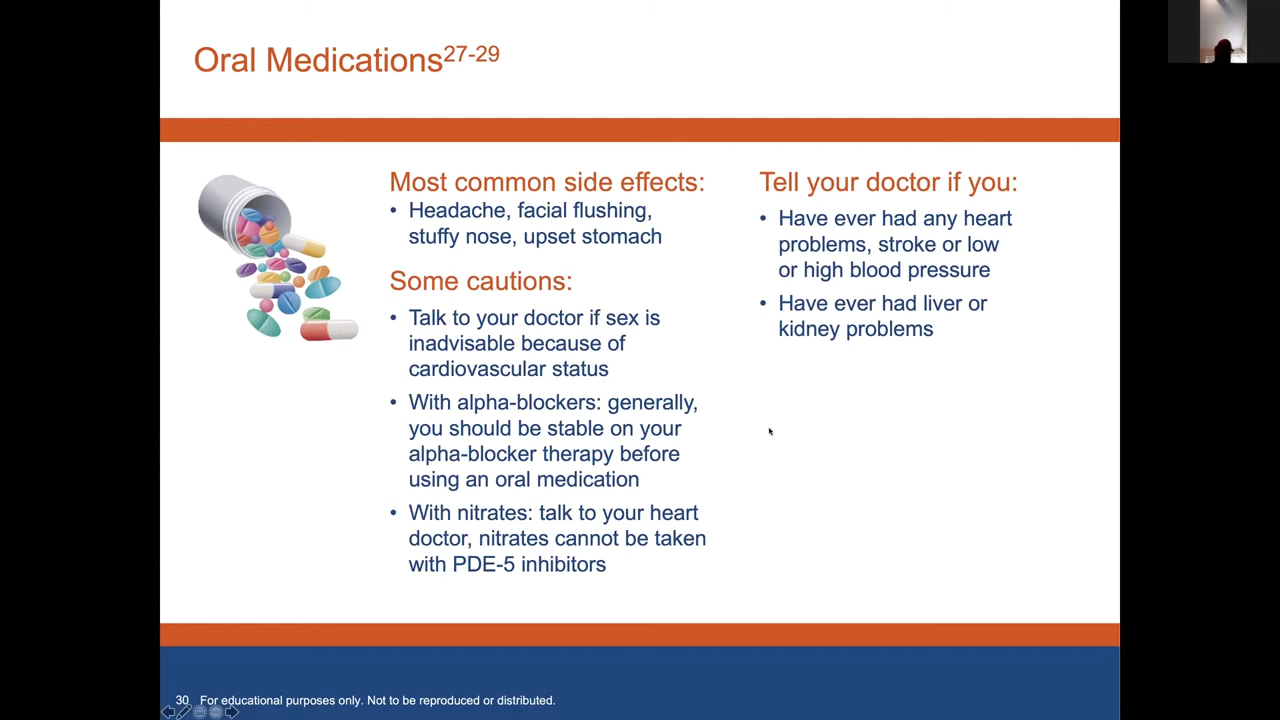 Oral Medications27-29
Most common side effects:
• Headache, facial flushing,
stuffy nose, upset stomach
Some cautions:
• Talk to your doctor if sex is
inadvisable because of
cardiovascular status
• With alpha-blockers: generally,
you should be stable on your
alpha-blocker therapy before
using an oral medication
• With nitrates: talk to your heart
doctor, nitrates cannot be taken
with PDE-5 inhibitors
Tell your doctor if you:
• Have ever had any heart
problems, stroke or low
or high blood pressure
• Have ever had liver or
kidney problems
30 For educational purposes only. Not to be reproduced or distributed.